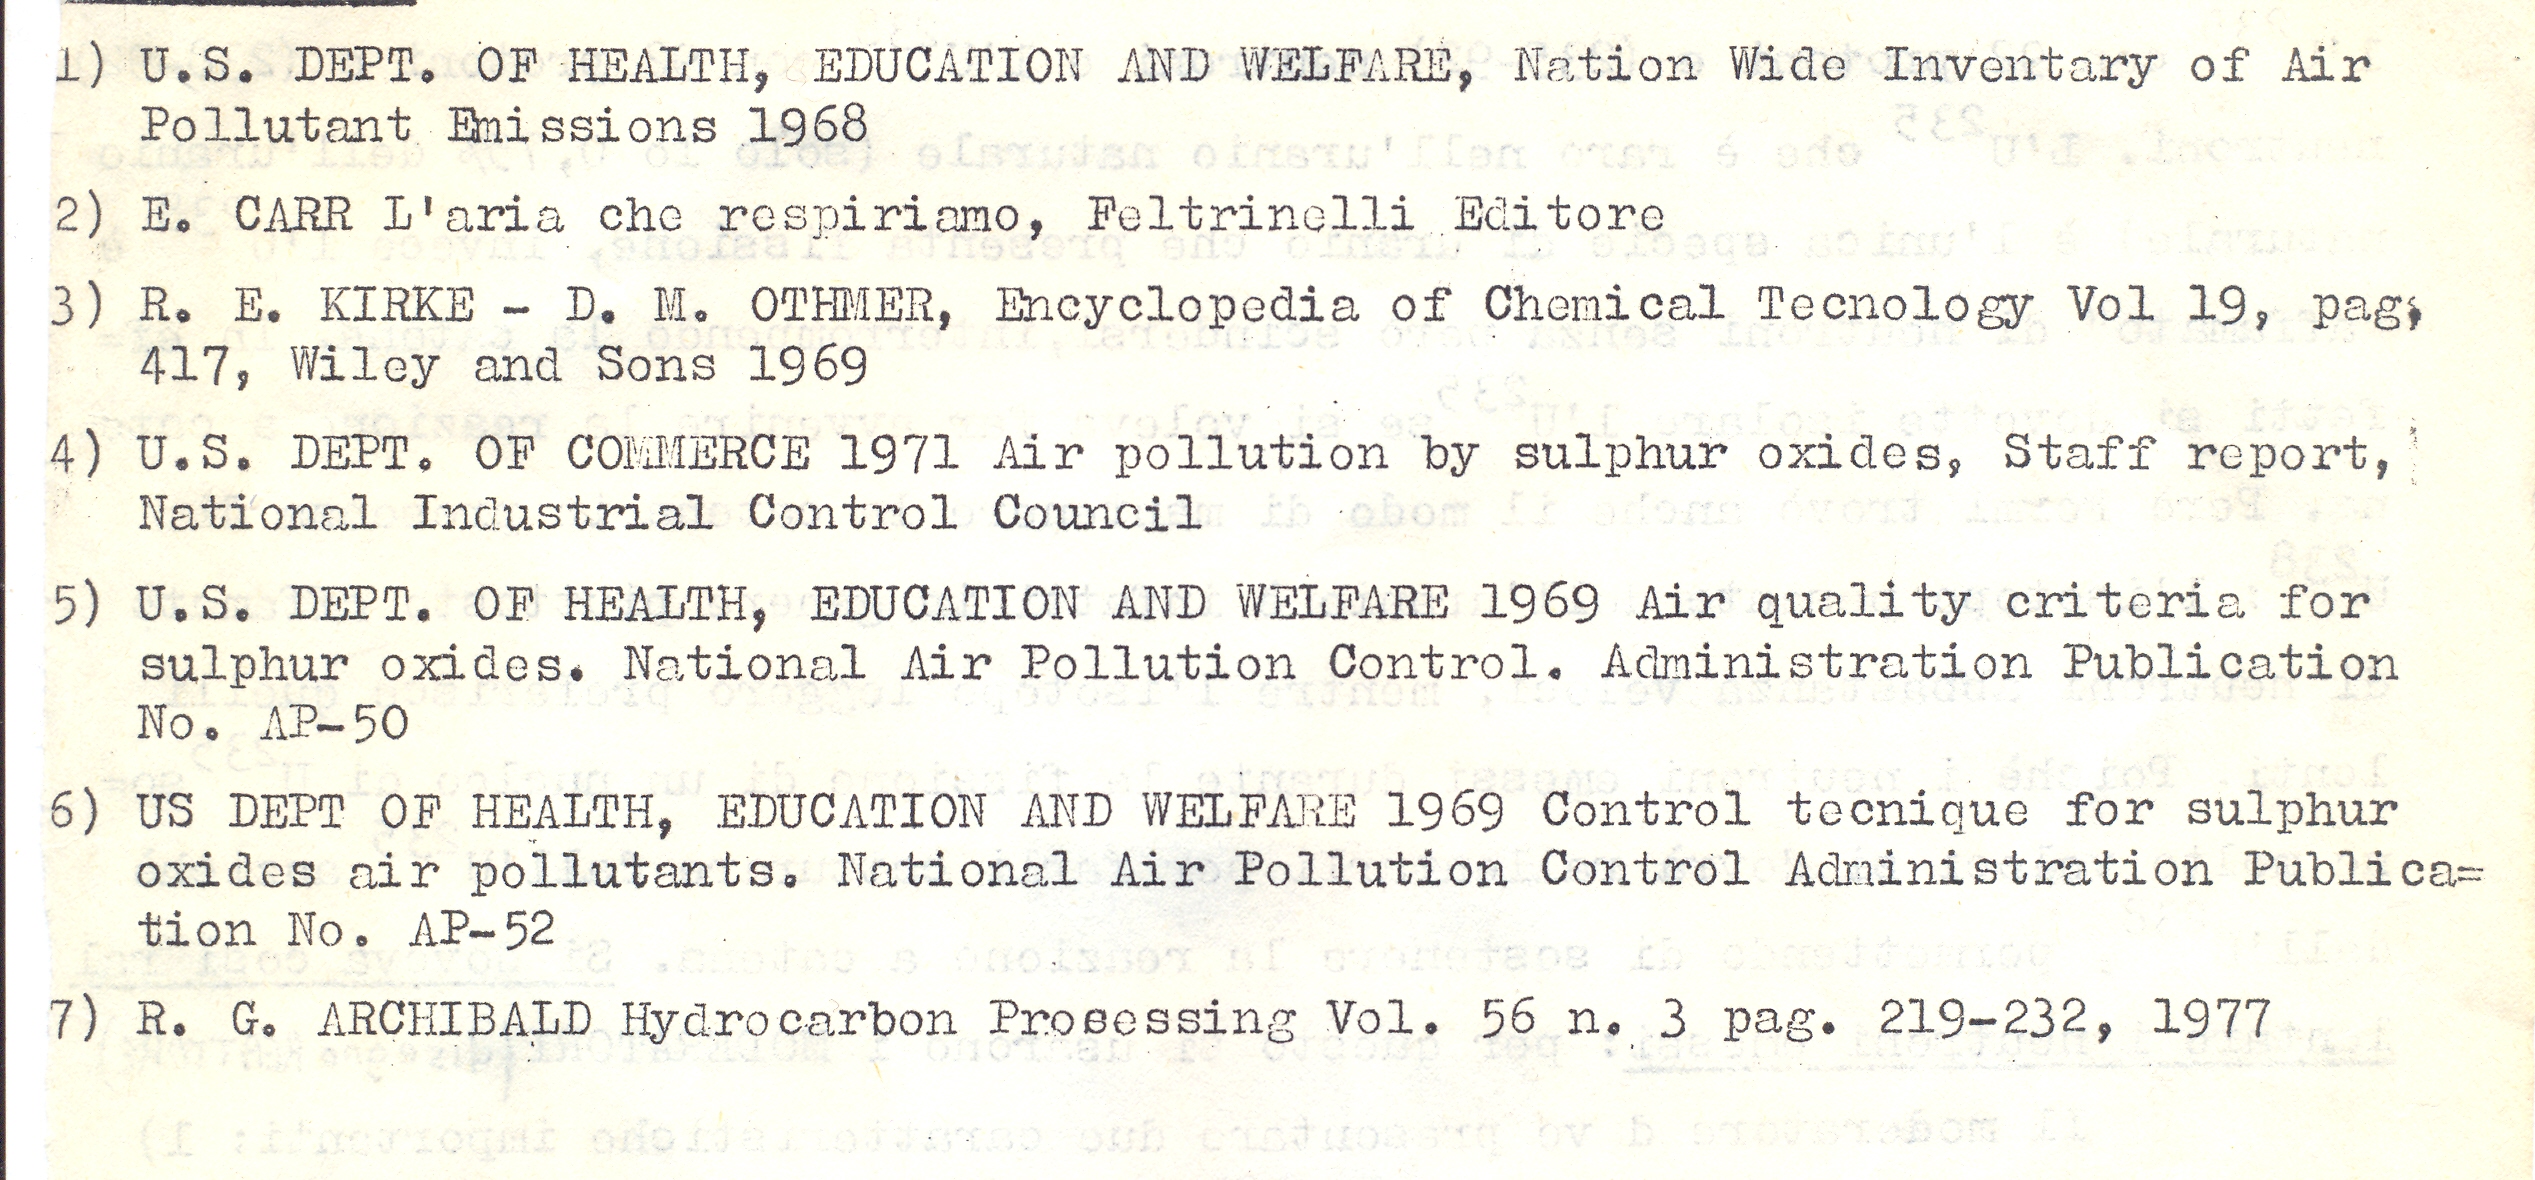 1) U.S. DEPT. OF HEALTH, EDUCATION AND WELFARE, Nation Wide Inventary of Air
Pollutant Emissions 1968
2) E. CARR L'aria che respiriamo, Feltrinelli Editore
3) R. E. KIRKE - D. M. OTHMER, Encyclopedia of Chemical Tecnology Vol 19, pag,
417, Wiley and Sons 1969
4) U.S. DEPT. OF COMMERCE 1971 Air pollution by sulphur oxides, Staff report,
National Industrial Control Council
5) U.S. DEPT. OF HEALTH, EDUCATION AND WELFARE 1969 Air quality criteria for
sulphur oxides. National Air Pollution Control. Administration Publication
No. AP-50
6) US DEPT OF HEALTH, EDUCATION AND WELFARE 1969 Control tecnique for sulphur
oxides air pollutants. National Air Pollution Control Administration Publica=
tion No. AP-52
7) R. G. ARCHIBALD Hydrocarbon Prosessing Vol. 56 n. 3 pag. 219-232, 1977